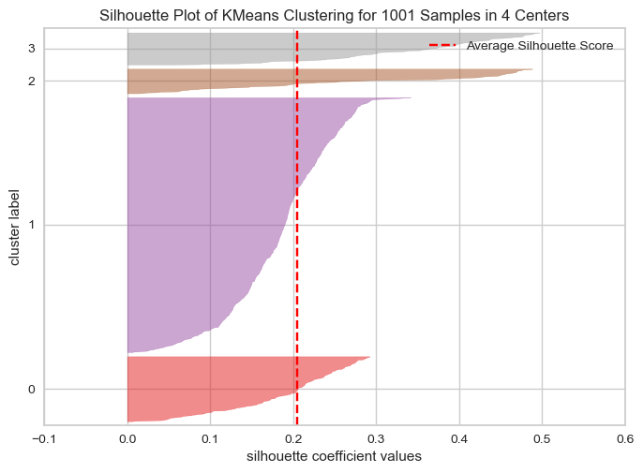 Silhouette Plot of KMeans Clustering for 1001 Samples in 4 Centers
Average Silhouette Score
3
2
1
0
cluster label
−0.1 0.0 0.1 0.2 0.3 0.4 0.5 0.6
silhouette coefficient values